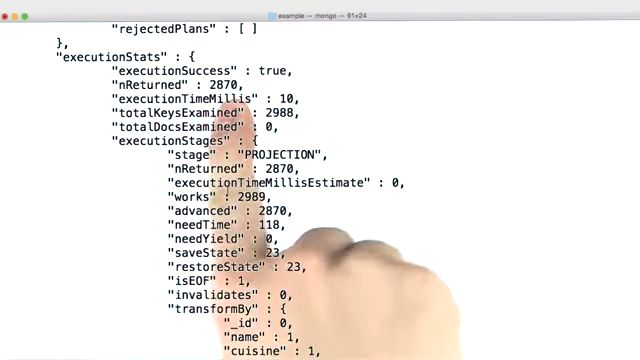 example — mongo — 91×24
"rejectedPlans" : [ ]
},
"executionStats" : {
"executionSuccess" : true,
"nReturned" : 2870,
"executionTimeMillis" : 10,
"totalKeysExamined" : 2988,
"totalDocsExamined" : 0,
"executionStages" : {
"stage" : "PROJECTION",
"nReturned" : 2870,
"executionTimeMillisEstimate" : 0,
"works" : 2989,
"advanced" : 2870,
"needTime" : 118,
"needYield" : 0,
"saveState" : 23,
"restoreState" : 23,
"isEOF" : 1,
"invalidates" : 0,
"transformBy" : {
"_id" : 0,
"name" : 1,
"cuisine" : 1,